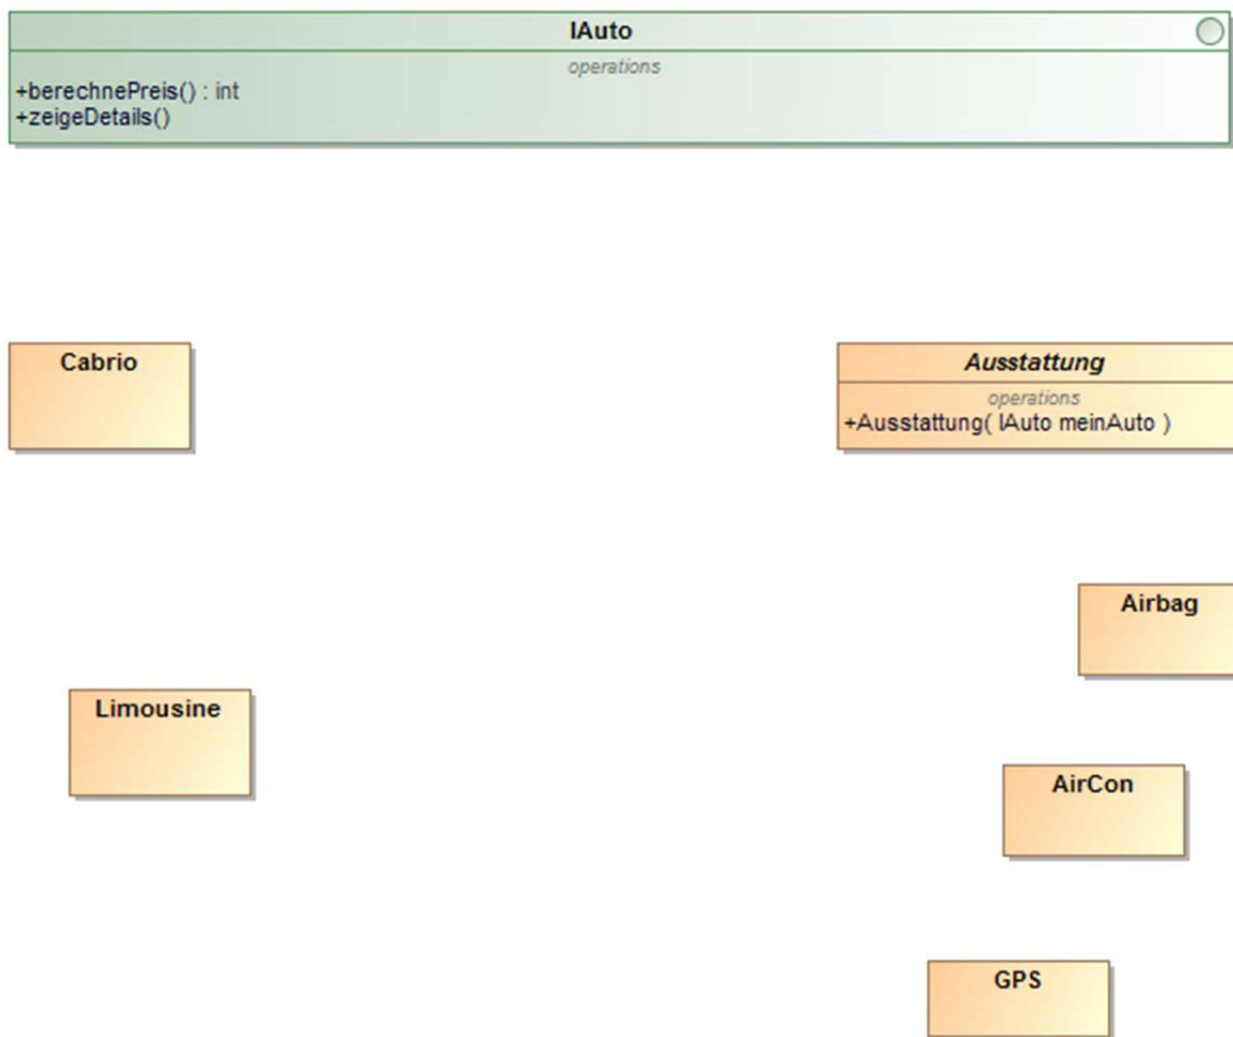 IAuto
operations
+berechnePreis() : int
+zeigeDetails()
Cabrio
Ausstattung
operations
+Ausstattung( IAuto meinAuto )
Airbag
Limousine
AirCon
GPS